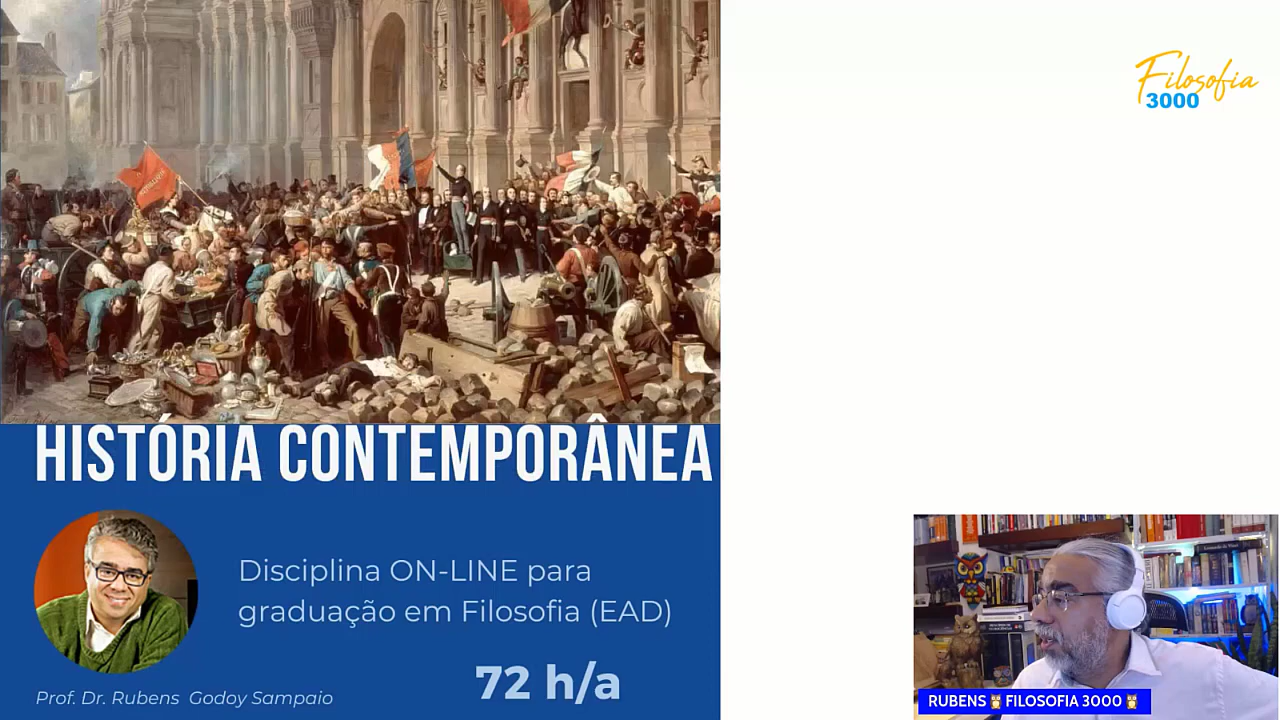 Filosofia
3000
HISTÓRIA CONTEMPORÂNEA
Disciplina ON-LINE para
graduação em Filosofia (EAD)
72 h/a
Prof. Dr. Rubens Godoy Sampaio
RUBENS🦉FILOSOFIA 3000🦉